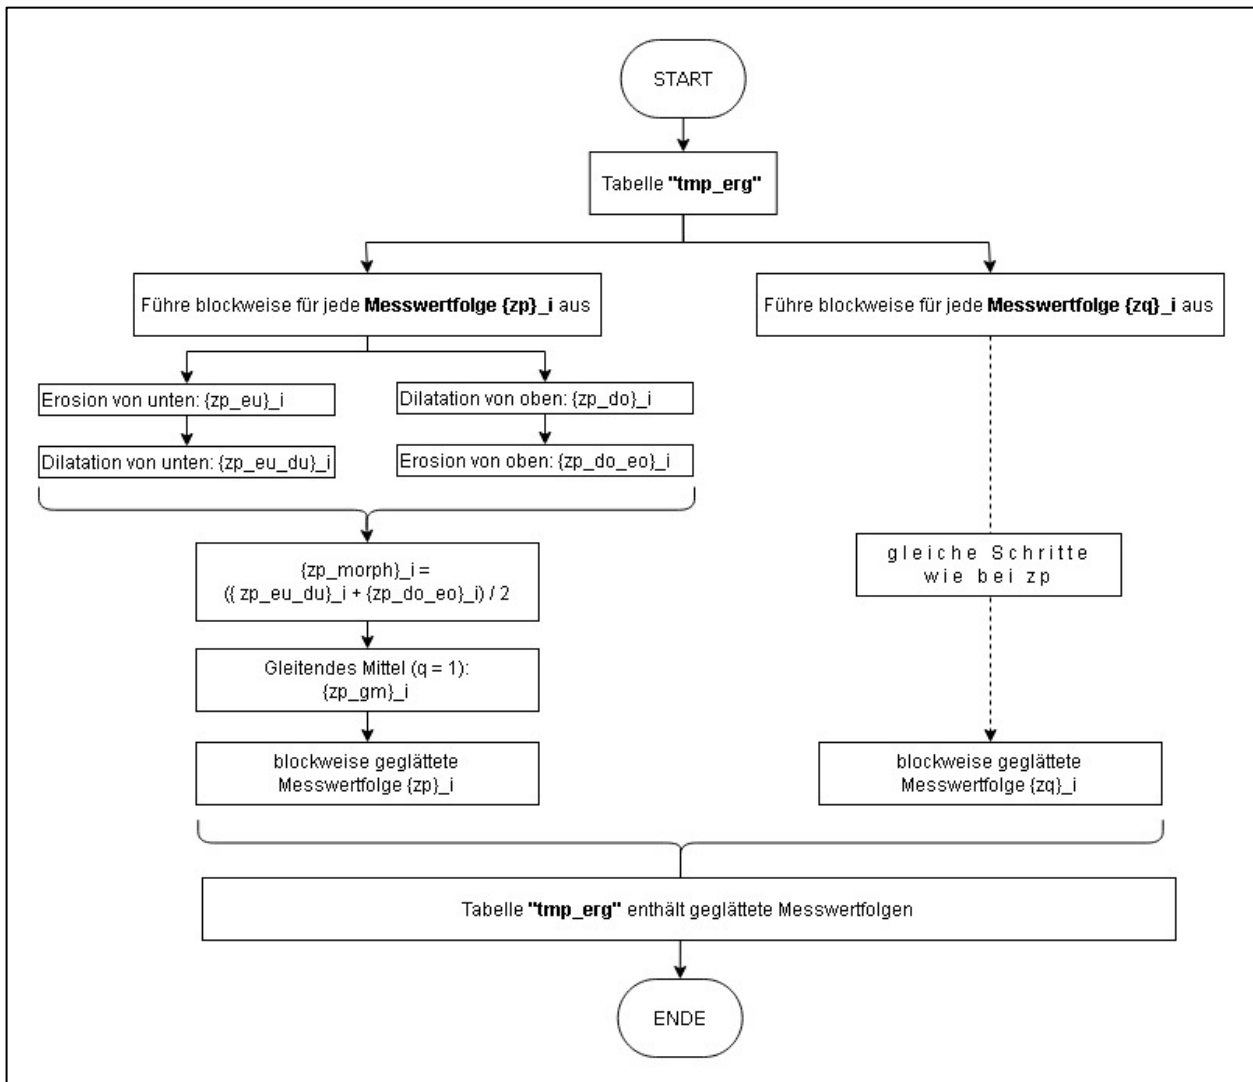 START
Tabelle "tmp_erg"
Führe blockweise für jede Messwertfolge {zp}_i aus
Führe blockweise für jede Messwertfolge {zq}_i aus
Erosion von unten: {zp_eu}_i
Dilatation von oben: {zp_do}_i
Dilatation von unten: {zp_eu_du}_i
Erosion von oben: {zp_do_eo}_i
{zp_morph}_i =
({ zp_eu_du}_i + {zp_do_eo}_i) / 2
gleiche Schritte
wie bei zp
Gleitendes Mittel (q = 1):
{zp_gm}_i
blockweise geglättete
Messwertfolge {zp}_i
blockweise geglättete
Messwertfolge {zq}_i
Tabelle "tmp_erg" enthält geglättete Messwertfolgen
ENDE